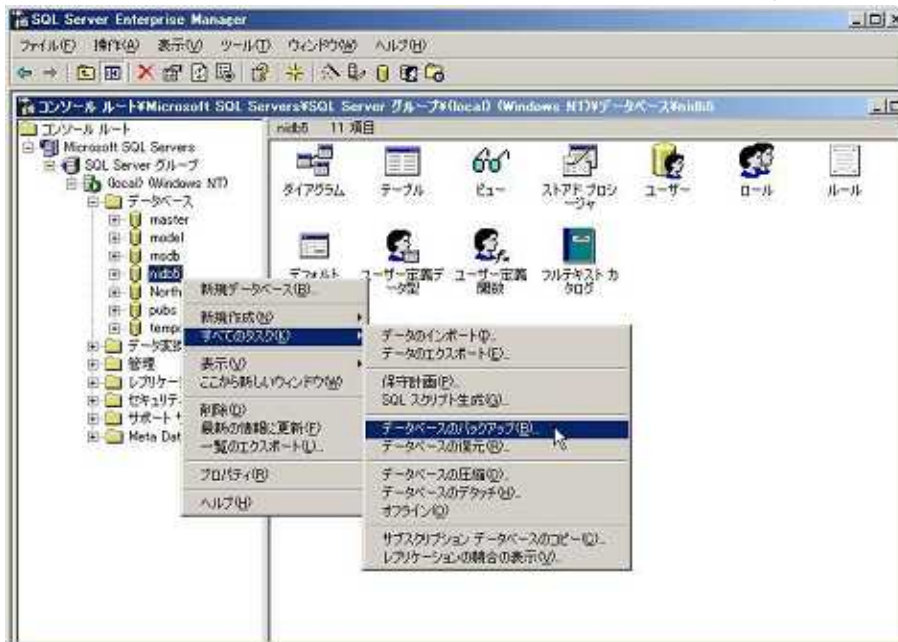 SQL Server Enterprise Manager
ファイル(F) 操作(A) 表示(V) ツール(T) ウィンドウ(W) ヘルプ(H)
コンソール ルート¥Microsoft SQL Servers¥SQL Server グループ¥(local) (Windows NT)¥データベース¥nidb5
コンソール ルート
Microsoft SQL Servers
SQL Server グループ
(local) (Windows NT)
データベース
master
model
msdb
nidb5
North
pubs
temp
データ変換
管理
レプリケー
セキュリテ
サポート
Meta Dat
nidb5 11 項目
ダイアグラム
テーブル
ビュー
ストアド プロシ
ージャ
ユーザー
ロール
ルール
デフォルト
ユーザー定義デ
ータ型
ユーザー定義
関数
フルテキスト カ
タログ
新規データベース(B)...
新規作成(N)
すべてのタスク(K)
表示(V)
ここから新しいウィンドウ(W)
削除(D)
最新の情報に更新(F)
一覧のエクスポート(L)...
プロパティ(R)
ヘルプ(H)
データのインポート(I)...
データのエクスポート(E)...
保守計画(P)...
SQL スクリプト生成(G)...
データベースのバックアップ(B)...
データベースの復元(R)...
データベースの圧縮(D)...
データベースのデタッチ(H)...
オフライン(O)
サブスクリプション データベースのコピー(C)...
レプリケーションの競合の表示(V)...